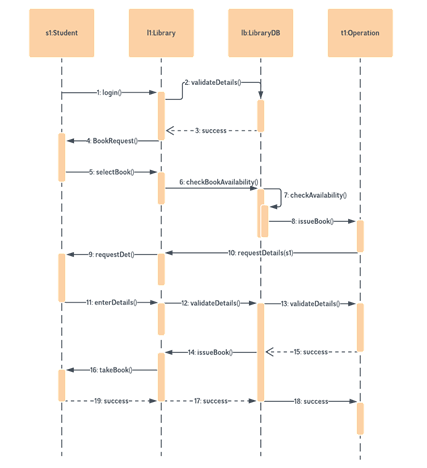 s1:Student
l1:Library
lb:LibraryDB
t1:Operation
2: validateDetails()
1: login()
3: success
4: BookRequest()
5: selectBook()
6: checkBookAvailability()
7: checkAvailability()
8: issueBook()
9: requestDet()
10: requestDetails(s1)
11: enterDetails()
12: validateDetails()
13: validateDetails()
14: issueBook()
15: success
16: takeBook()
19: success
17: success
18: success